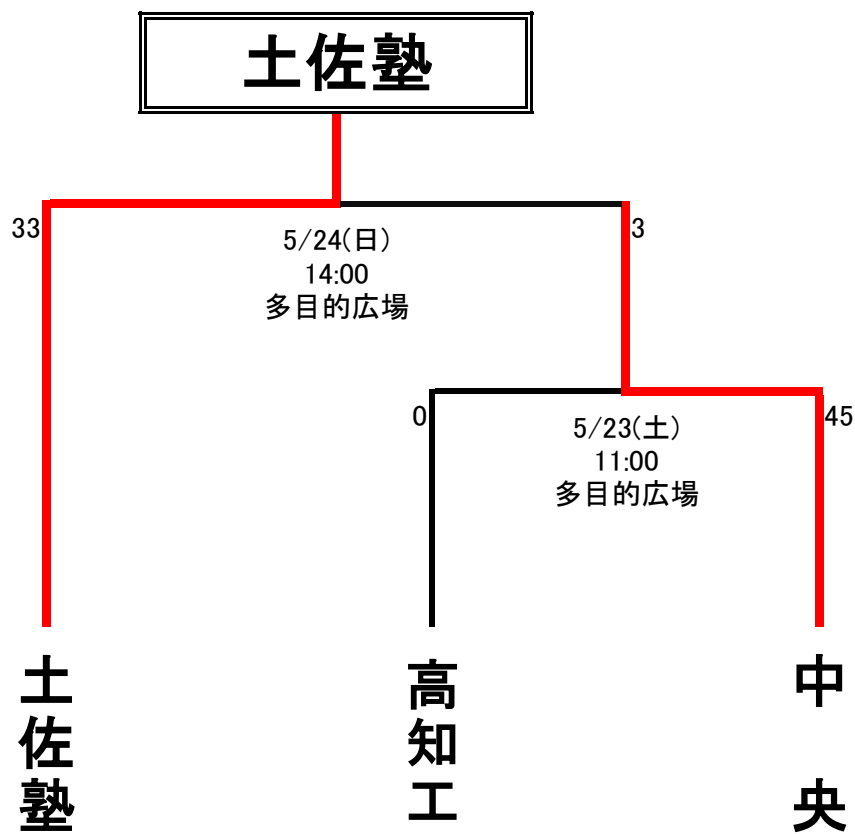 土佐塾
33
3
5/24(日)
14:00
多目的広場
0
45
5/23(土)
11:00
多目的広場
土佐塾
高知工
中央